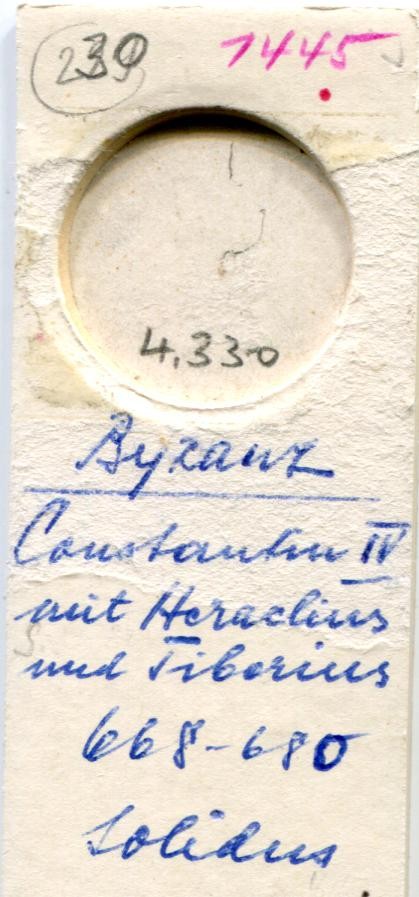 239 1445
4.330
Byzanz
Constantin IV
mit Heraclius
und Tiberius
668-680
Solidus